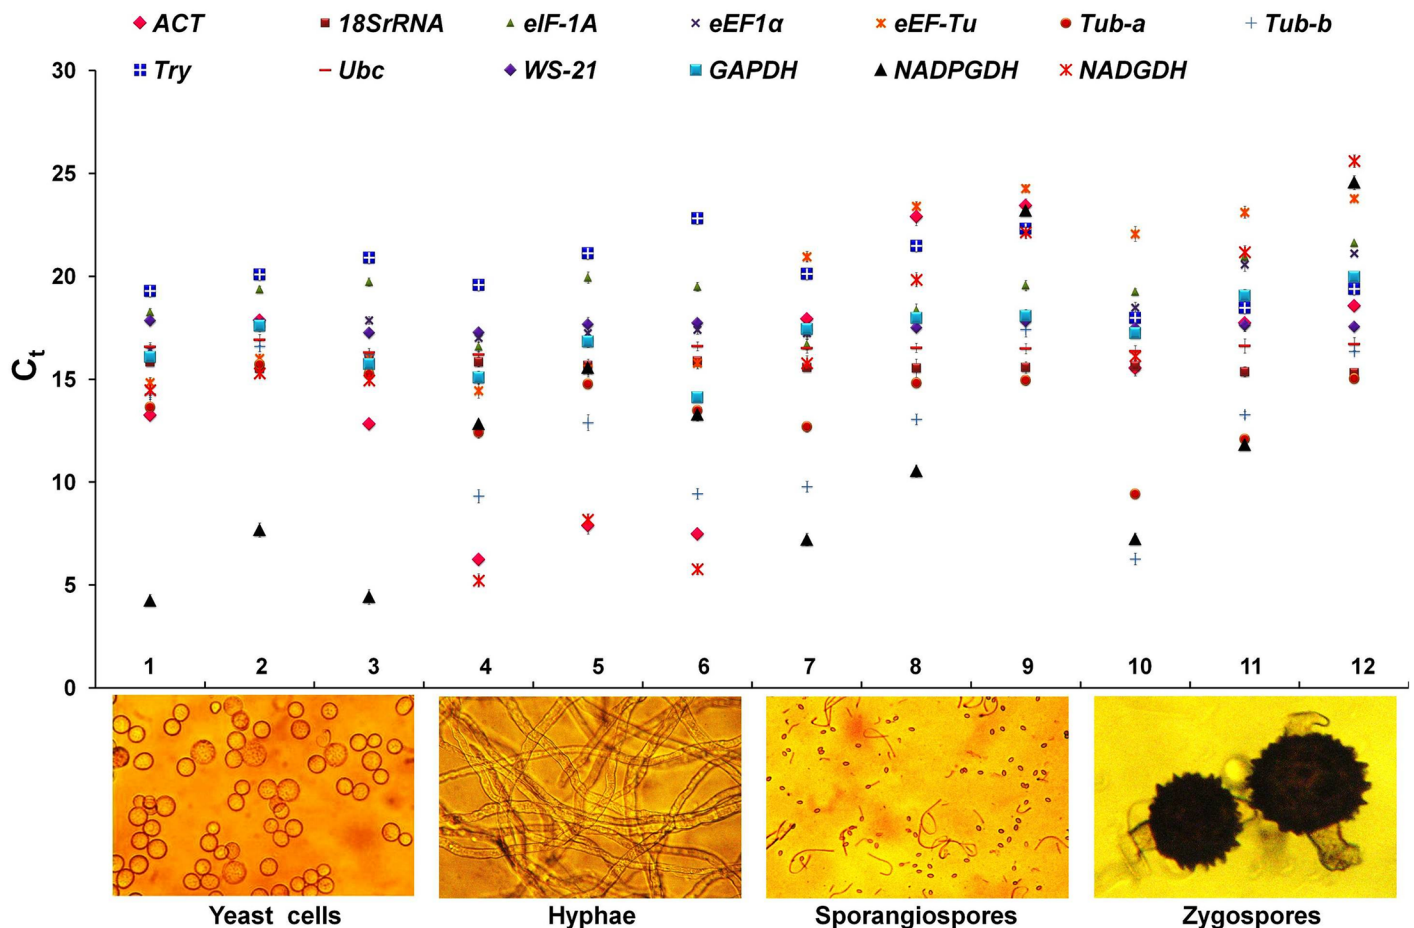 ACT 18SrRNA eIF-1A eEF1α eEF-Tu Tub-a Tub-b
Try Ubc WS-21 GAPDH NADPGDH NADGDH
30
25
20
15
10
5
0
Ct
1 2 3 4 5 6 7 8 9 10 11 12
Yeast cells Hyphae Sporangiospores Zygospores